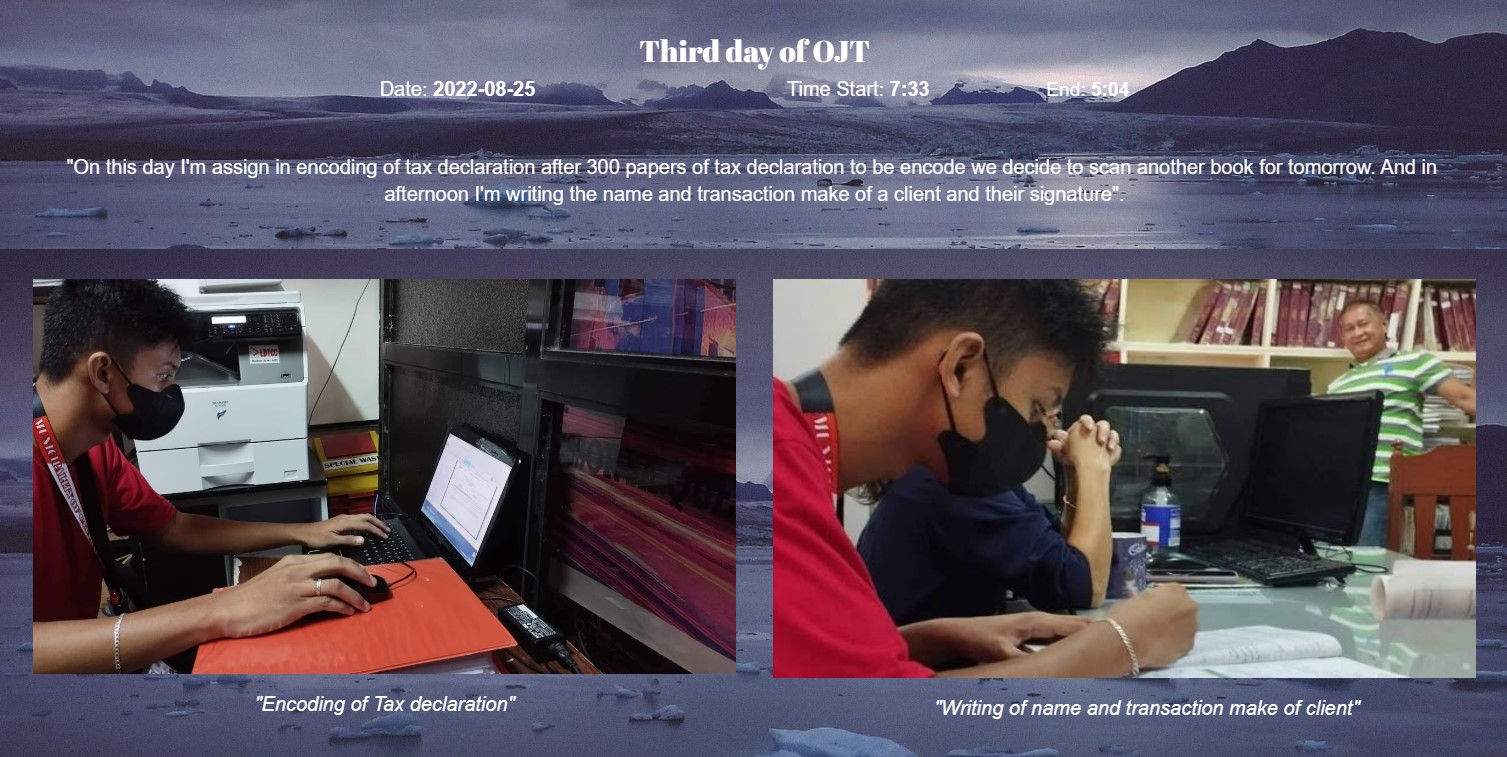 Third day of OJT
Date: 2022-08-25 Time Start: 7:33 End: 5:04
"On this day I'm assign in encoding of tax declaration after 300 papers of tax declaration to be encode we decide to scan another book for tomorrow. And in
afternoon I'm writing the name and transaction make of a client and their signature".
LDTCC
SPECIAL WAS
"Encoding of Tax declaration"
"Writing of name and transaction make of client"